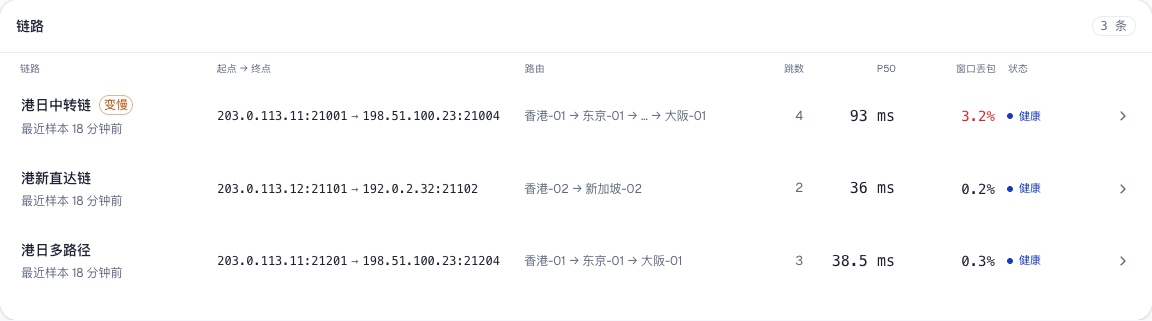 链路
3 条
链路 起点 → 终点 路由 跳数 P50 窗口丢包 状态
港日中转链 变慢
最近样本 18 分钟前
203.0.113.11:21001 → 198.51.100.23:21004 香港-01 → 东京-01 → … → 大阪-01 4 93 ms 3.2% 健康
港新直达链
最近样本 18 分钟前
203.0.113.12:21101 → 192.0.2.32:21102 香港-02 → 新加坡-02 2 36 ms 0.2% 健康
港日多路径
最近样本 18 分钟前
203.0.113.11:21201 → 198.51.100.23:21204 香港-01 → 东京-01 → 大阪-01 3 38.5 ms 0.3% 健康